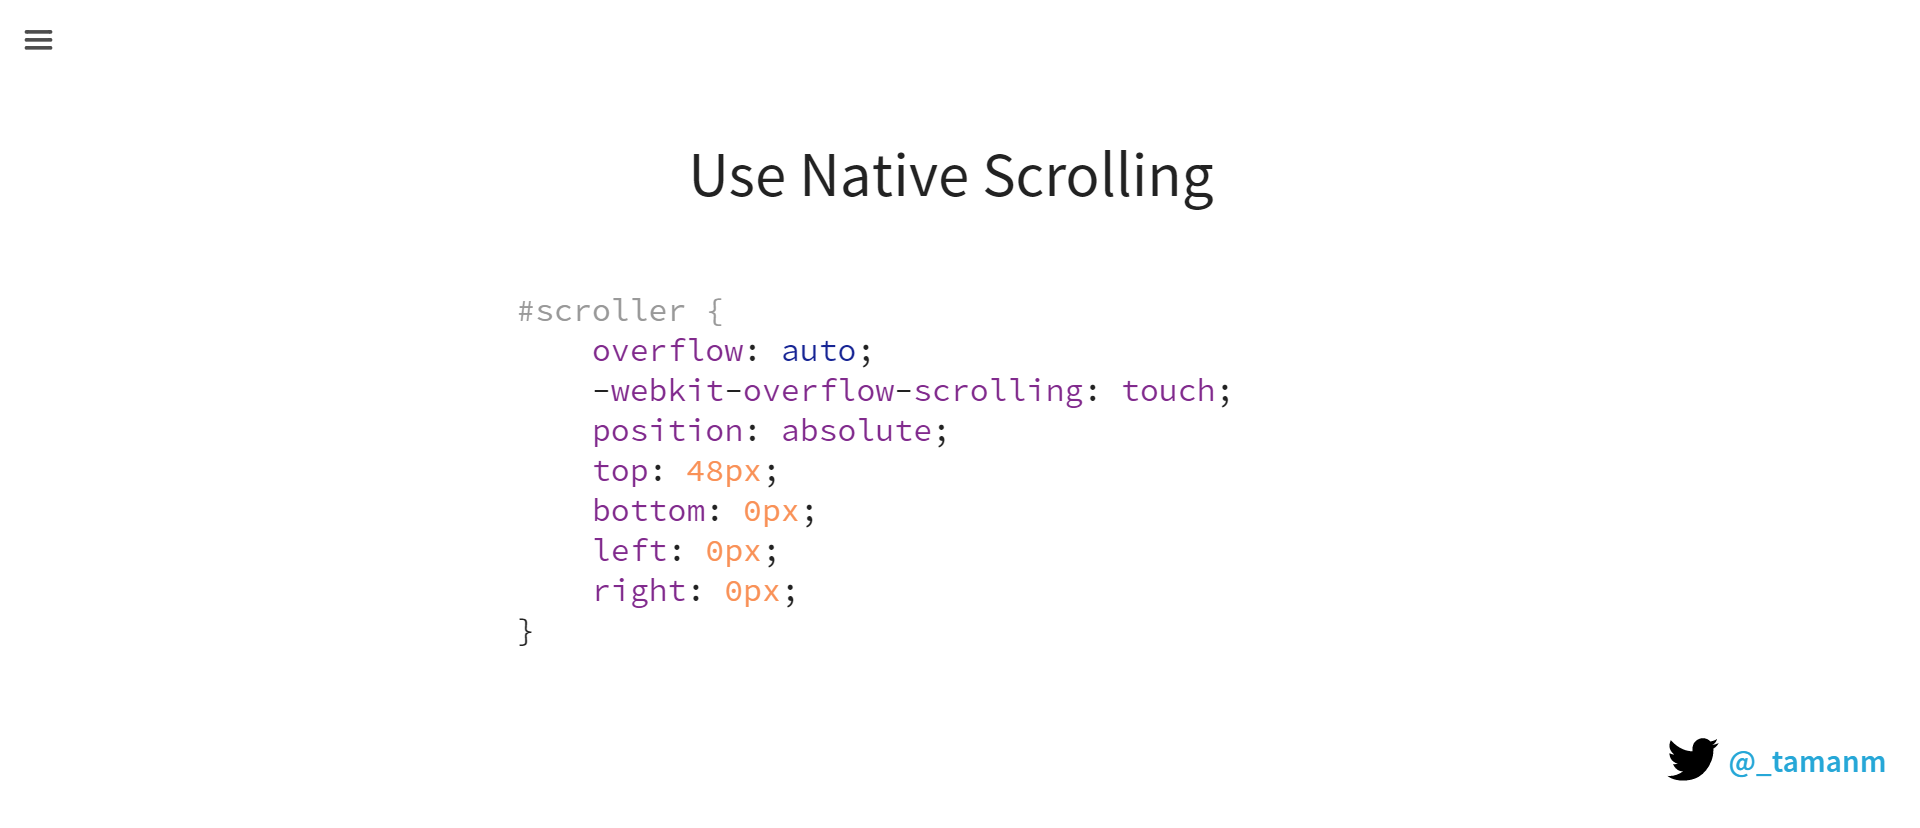 Use Native Scrolling
#scroller {
    overflow: auto;
    -webkit-overflow-scrolling: touch;
    position: absolute;
    top: 48px;
    bottom: 0px;
    left: 0px;
    right: 0px;
}
@_tamanm